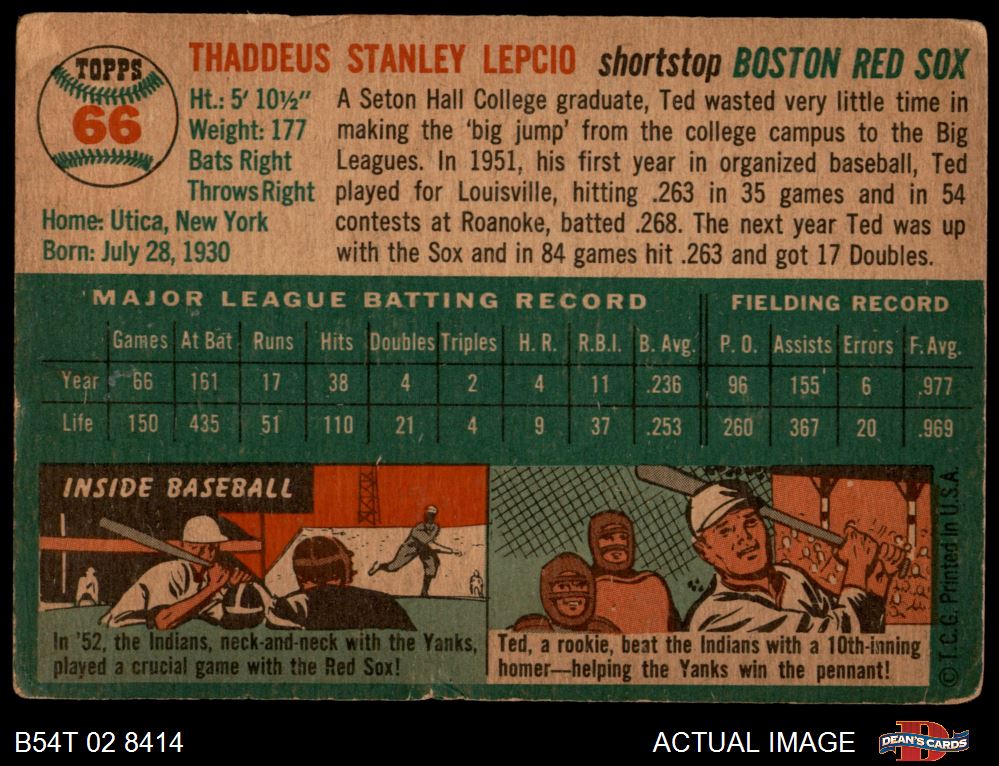 TOPPS
66
THADDEUS STANLEY LEPCIO shortstop BOSTON RED SOX
Ht.: 5' 10½"
Weight: 177
Bats Right
Throws Right
Home: Utica, New York
Born: July 28, 1930
A Seton Hall College graduate, Ted wasted very little time in
making the 'big jump' from the college campus to the Big
Leagues. In 1951, his first year in organized baseball, Ted
played for Louisville, hitting .263 in 35 games and in 54
contests at Roanoke, batted .268. The next year Ted was up
with the Sox and in 84 games hit .263 and got 17 Doubles.
MAJOR LEAGUE BATTING RECORD FIELDING RECORD
Games At Bat Runs Hits Doubles Triples H. R. R.B.I. B. Avg. P. O. Assists Errors F. Avg.
Year 66 161 17 38 4 2 4 11 .236 96 155 6 .977
Life 150 435 51 110 21 4 9 37 .253 260 367 20 .969
INSIDE BASEBALL
In '52, the Indians, neck-and-neck with the Yanks,
played a crucial game with the Red Sox!
Ted, a rookie, beat the Indians with a 10th-inning
homer—helping the Yanks win the pennant!
© T.C.G. Printed in U.S.A.
B54T 02 8414
ACTUAL IMAGE
DEAN'S CARDS